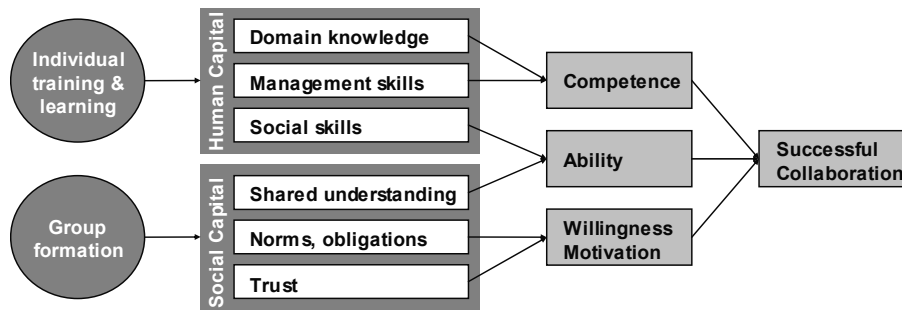 Individual
training &
learning
Human Capital
Domain knowledge
Management skills
Social skills
Group
formation
Social Capital
Shared understanding
Norms, obligations
Trust
Competence
Ability
Willingness
Motivation
Successful
Collaboration